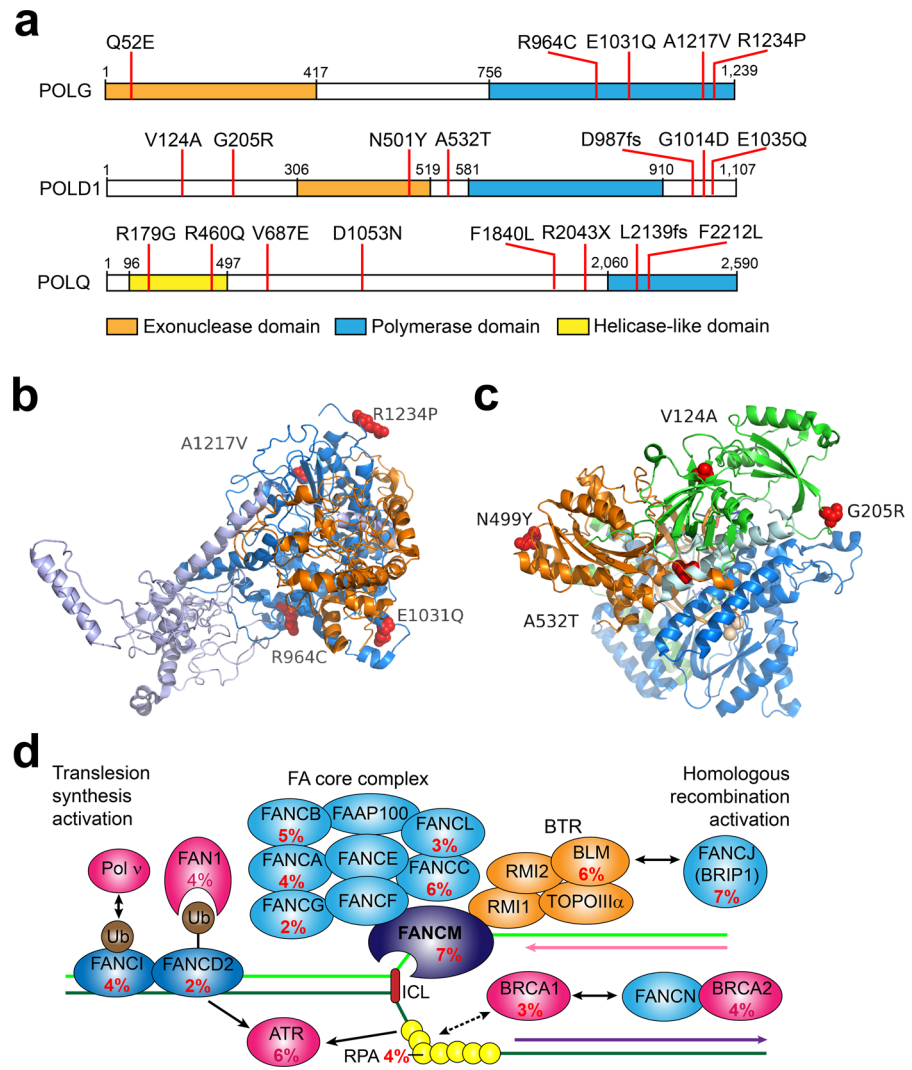 a
Q52E
R964C E1031Q A1217V R1234P
1 417 756 1,239
POLG
V124A G205R N501Y A532T D987fs G1014D E1035Q
1 306 519 581 910 1,107
POLD1
R179G R460Q V687E D1053N F1840L R2043X L2139fs F2212L
1 96 497 2,060 2,590
POLQ
Exonuclease domain Polymerase domain Helicase-like domain
b
R1234P
A1217V
E1031Q
R964C
c
V124A
G205R
N499Y
A532T
d
Translesion
synthesis
activation
FA core complex
Homologous
recombination
activation
FANCB
5%
FAAP100
FANCL
3%
FANCA
4%
FANCE
FANCC
6%
FANCG
2%
FANCF
FANCM
7%
BTR
RMI2
BLM
6%
RMI1
TOPOIIIα
FANCJ
(BRIP1)
7%
Pol ν
FAN1
4%
Ub
Ub
FANCI
4%
FANCD2
2%
ICL
ATR
6%
RPA 4%
BRCA1
3%
FANCN
BRCA2
4%